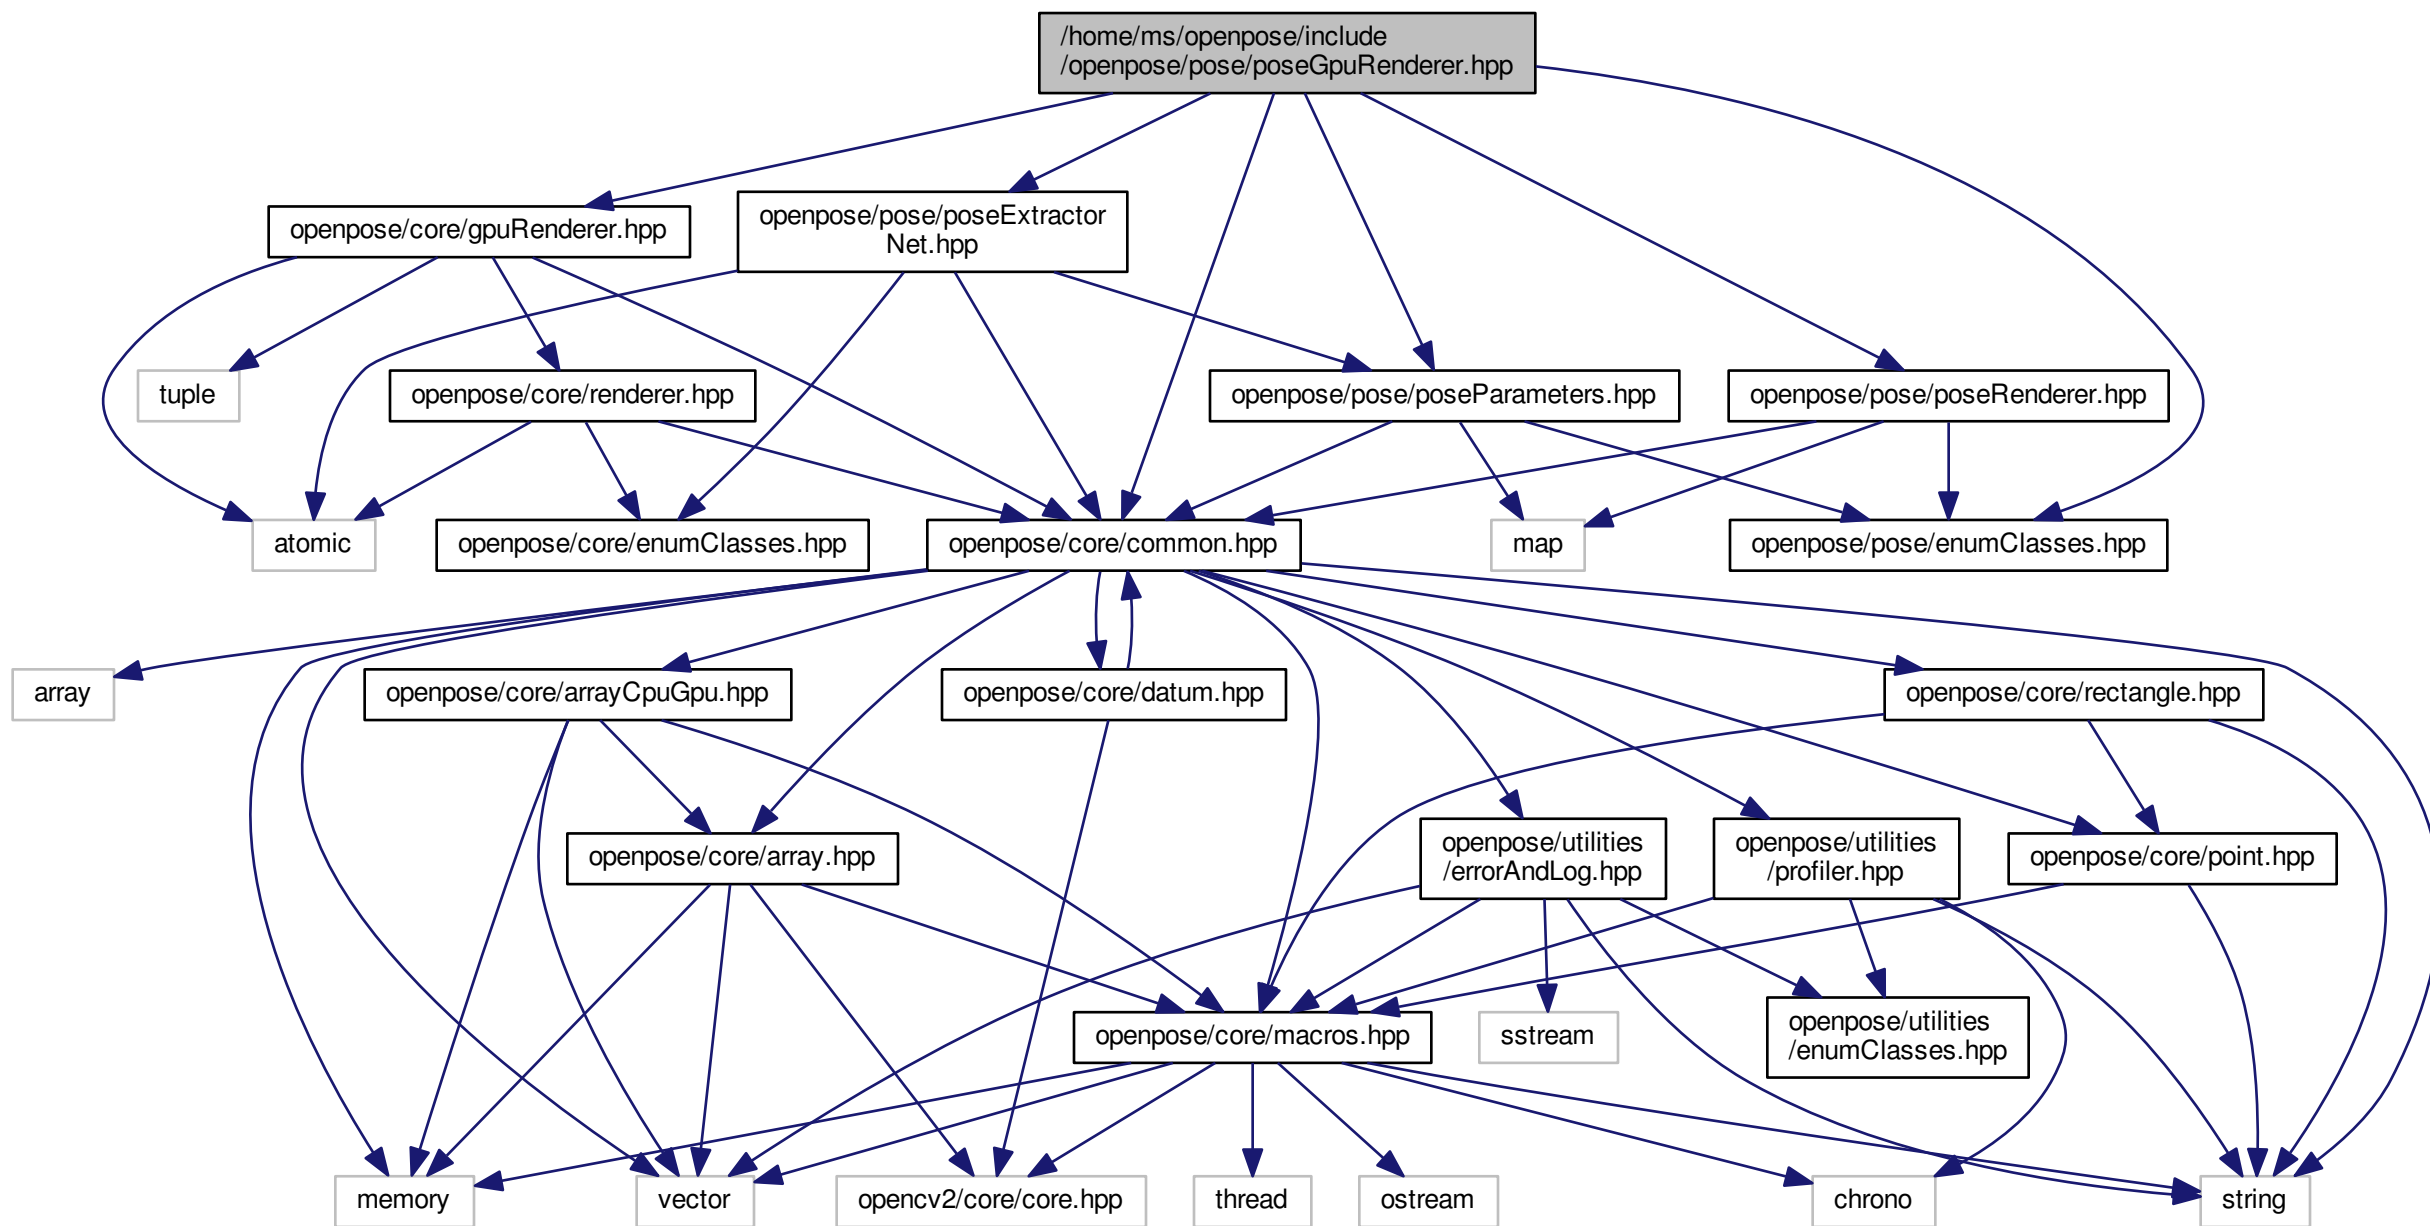 /home/ms/openpose/include
/openpose/pose/poseGpuRenderer.hpp
openpose/core/gpuRenderer.hpp
openpose/pose/poseExtractor
Net.hpp
tuple
openpose/core/renderer.hpp
openpose/pose/poseParameters.hpp
openpose/pose/poseRenderer.hpp
atomic
openpose/core/enumClasses.hpp
openpose/core/common.hpp
map
openpose/pose/enumClasses.hpp
array
openpose/core/arrayCpuGpu.hpp
openpose/core/datum.hpp
openpose/core/rectangle.hpp
openpose/core/array.hpp
openpose/utilities
/errorAndLog.hpp
openpose/utilities
/profiler.hpp
openpose/core/point.hpp
openpose/core/macros.hpp
sstream
openpose/utilities
/enumClasses.hpp
memory
vector
opencv2/core/core.hpp
thread
ostream
chrono
string